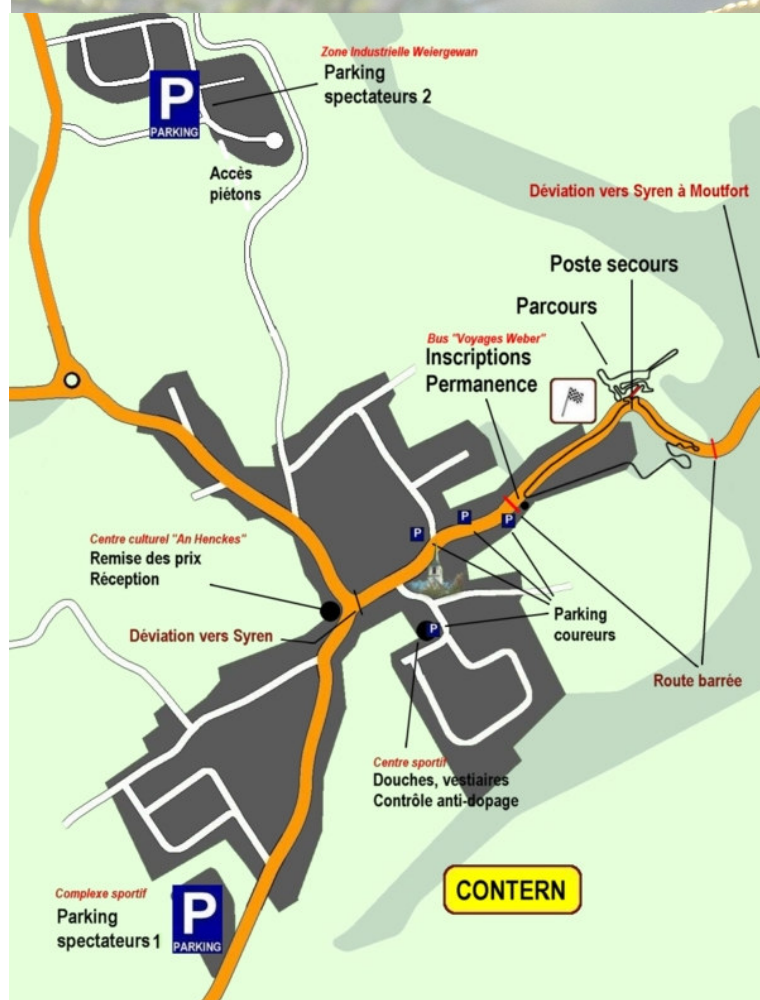 Zone Industrielle Weiergewan
Parking
spectateurs 2
P
PARKING
Accès
piétons
Déviation vers Syren à Moutfort
Poste secours
Parcours
Bus "Voyages Weber"
Inscriptions
Permanence
P
P
P
Centre culturel "An Henckes"
Remise des prix
Réception
Déviation vers Syren
P
Parking
coureurs
Route barrée
Centre sportif
Douches, vestiaires
Contrôle anti-dopage
CONTERN
Complexe sportif
Parking
spectateurs 1
P
PARKING